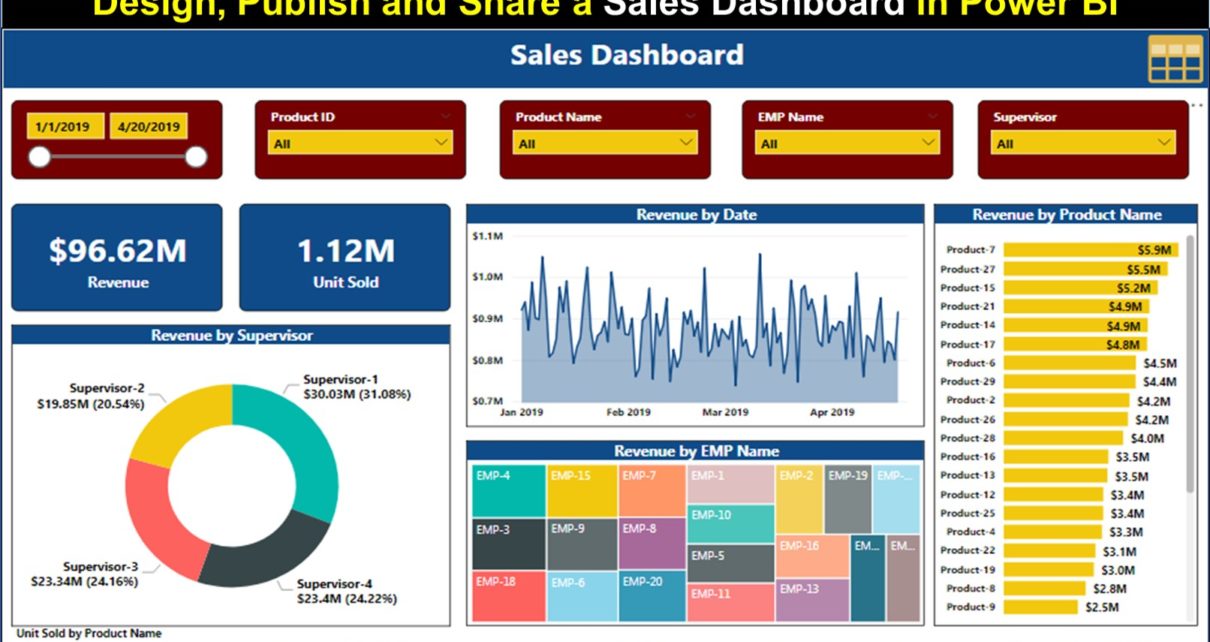 Design, Publish and Share a Sales Dashboard in Power BI
Sales Dashboard
1/1/2019
4/20/2019
Product ID
All
Product Name
All
EMP Name
All
Supervisor
All
$96.62M
Revenue
1.12M
Unit Sold
Revenue by Supervisor
Supervisor-2
$19.85M (20.54%)
Supervisor-1
$30.03M (31.08%)
Supervisor-3
$23.34M (24.16%)
Supervisor-4
$23.4M (24.22%)
Unit Sold by Product Name
Revenue by Date
$1.1M
$1.0M
$0.9M
$0.8M
$0.7M
Jan 2019
Feb 2019
Mar 2019
Apr 2019
Revenue by EMP Name
EMP-4
EMP-3
EMP-18
EMP-15
EMP-9
EMP-6
EMP-7
EMP-8
EMP-20
EMP-1
EMP-10
EMP-5
EMP-11
EMP-2
EMP-19
EMP-...
EMP-16
EMP-13
EM...
EM...
Revenue by Product Name
Product-7 $5.9M
Product-27 $5.5M
Product-15 $5.2M
Product-21 $4.9M
Product-14 $4.9M
Product-17 $4.8M
Product-6 $4.5M
Product-29 $4.4M
Product-2 $4.2M
Product-26 $4.2M
Product-28 $4.0M
Product-16 $3.5M
Product-13 $3.5M
Product-12 $3.4M
Product-25 $3.4M
Product-4 $3.3M
Product-22 $3.1M
Product-19 $3.0M
Product-8 $2.8M
Product-9 $2.5M